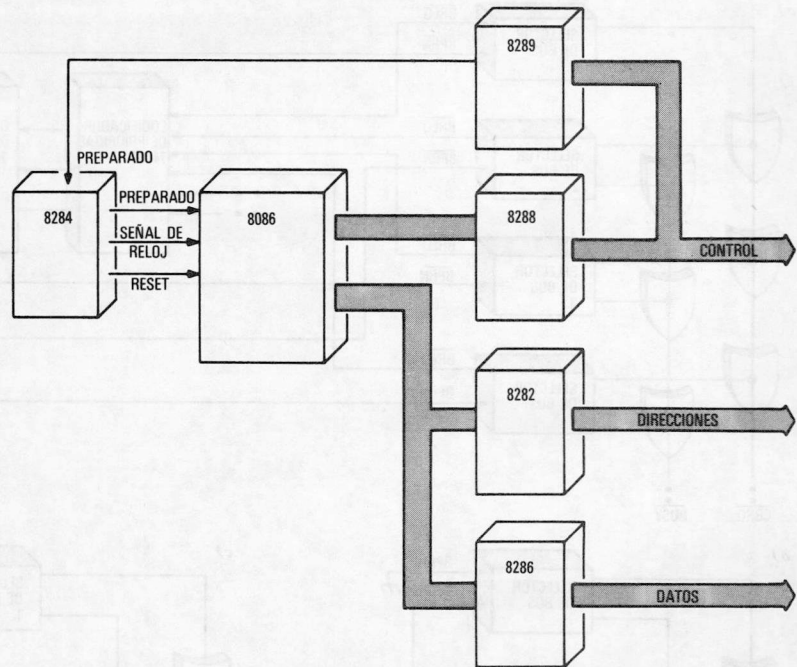 8289
PREPARADO
8284
PREPARADO
SEÑAL DE
RELOJ
RESET
8086
8288
CONTROL
8282
DIRECCIONES
8286
DATOS